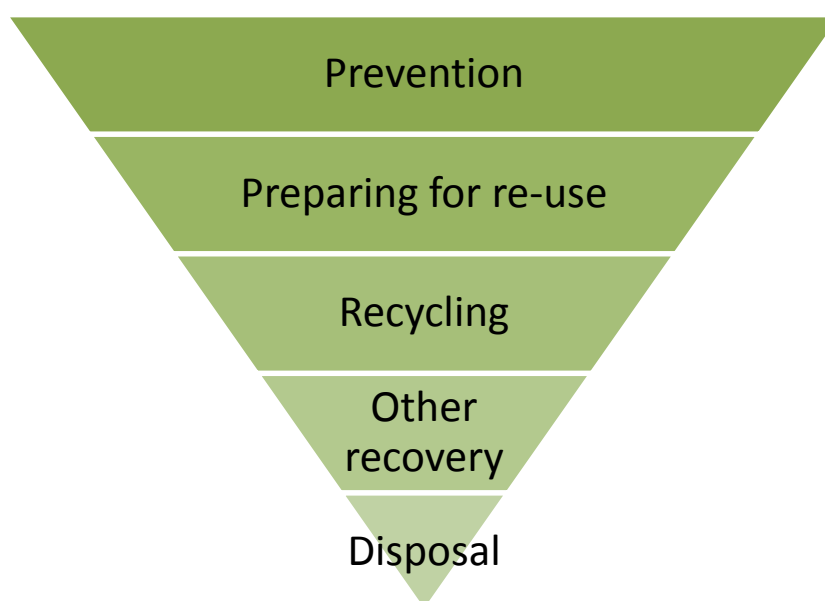 Prevention
Preparing for re-use
Recycling
Other
recovery
Disposal